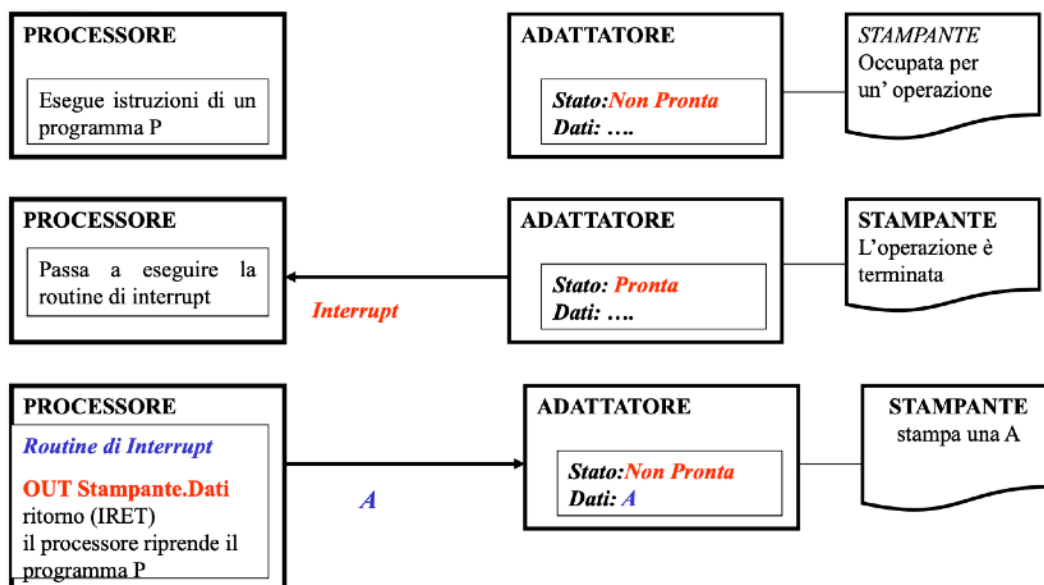 PROCESSORE
Esegue istruzioni di un
programma P
ADATTATORE
Stato:Non Pronta
Dati: ….
STAMPANTE
Occupata per
un' operazione
PROCESSORE
Passa a eseguire la
routine di interrupt
Interrupt
ADATTATORE
Stato: Pronta
Dati: ….
STAMPANTE
L'operazione è
terminata
PROCESSORE
Routine di Interrupt
OUT Stampante.Dati
ritorno (IRET)
il processore riprende il
programma P
A
ADATTATORE
Stato:Non Pronta
Dati: A
STAMPANTE
stampa una A